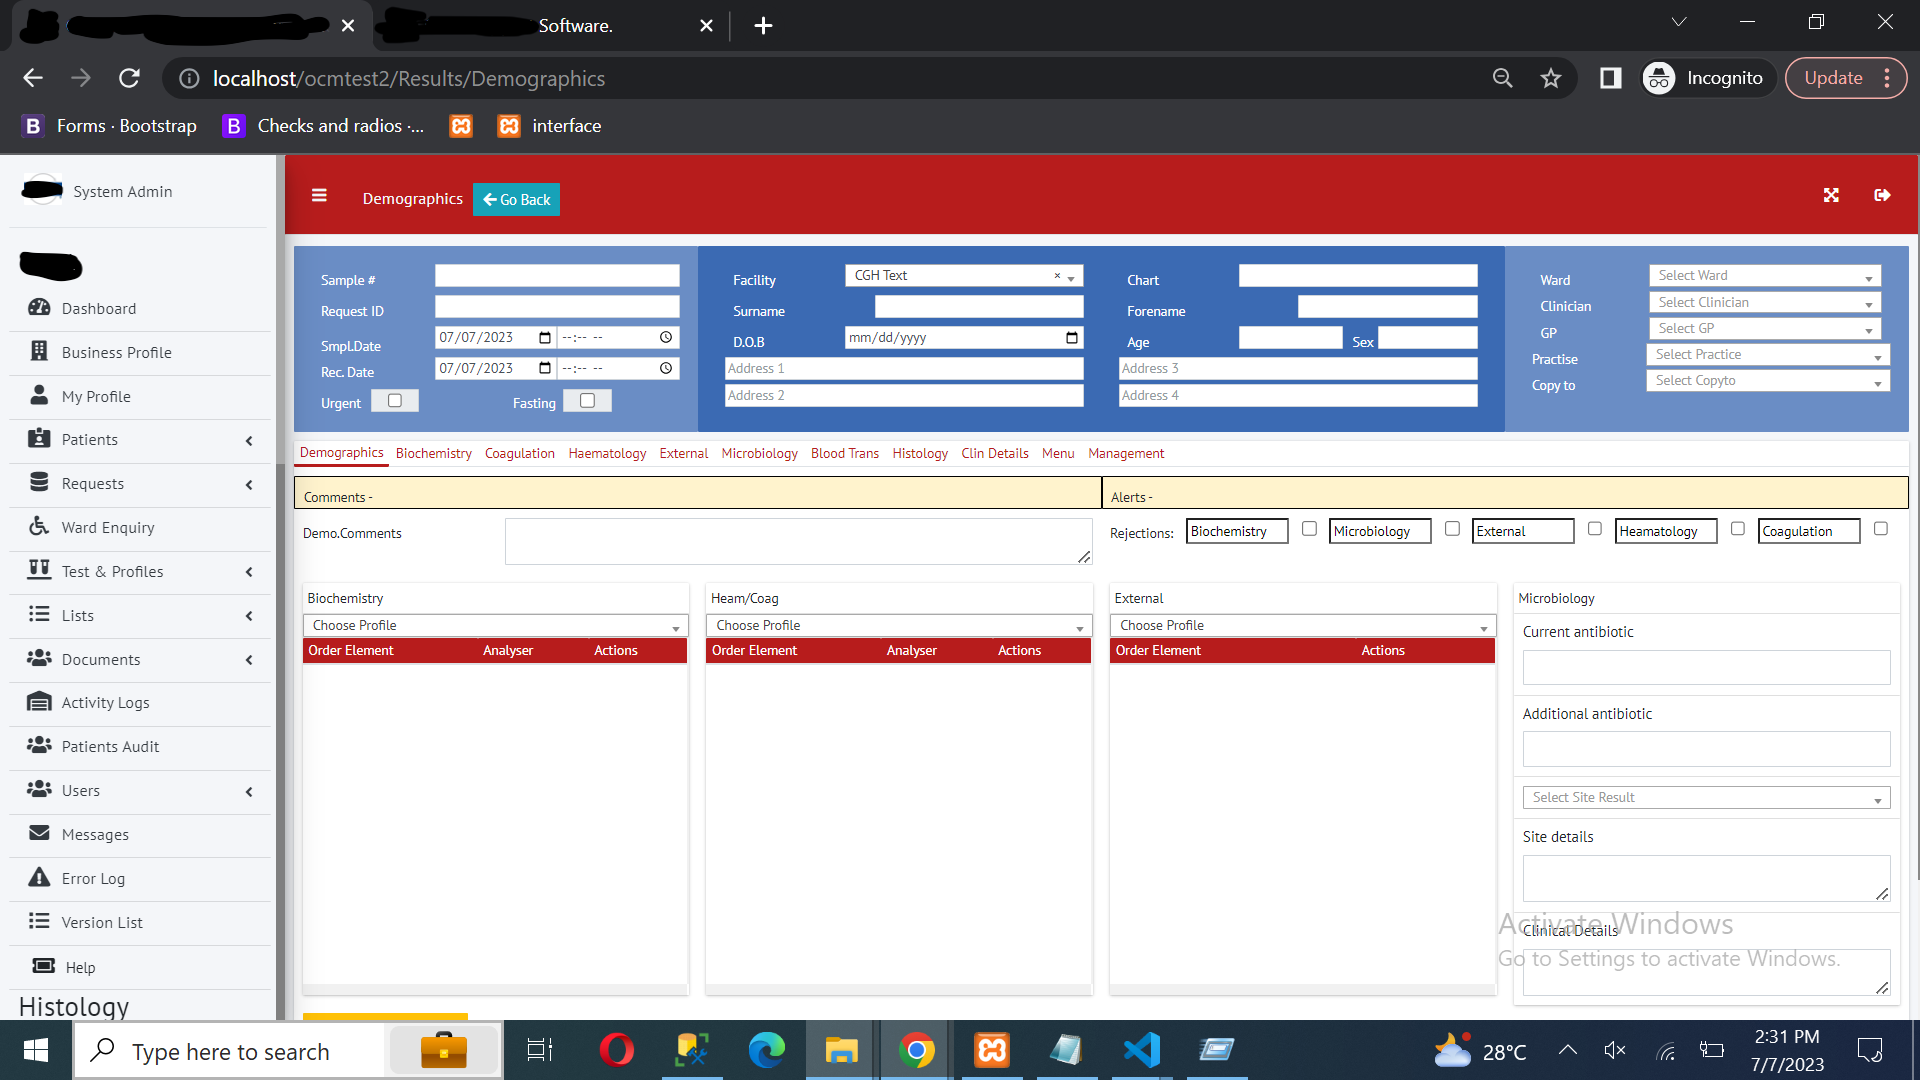 Software.
localhost/ocmtest2/Results/Demographics
Incognito
Update
Forms · Bootstrap
Checks and radios ·...
interface
System Admin
Dashboard
Business Profile
My Profile
Patients
Requests
Ward Enquiry
Test & Profiles
Lists
Documents
Activity Logs
Patients Audit
Users
Messages
Error Log
Version List
Help
Histology
Demographics
Go Back
Sample #
Request ID
Smpl.Date 07/07/2023 --:-- --
Rec. Date 07/07/2023 --:-- --
Urgent
Fasting
Facility CGH Text ×
Surname
D.O.B mm/dd/yyyy
Address 1
Address 2
Chart
Forename
Age
Sex
Address 3
Address 4
Ward Select Ward
Clinician Select Clinician
GP Select GP
Practise Select Practice
Copy to Select Copyto
Demographics Biochemistry Coagulation Haematology External Microbiology Blood Trans Histology Clin Details Menu Management
Comments -
Alerts -
Demo.Comments
Rejections: Biochemistry Microbiology External Heamatology Coagulation
Biochemistry
Choose Profile
Order Element Analyser Actions
Heam/Coag
Choose Profile
Order Element Analyser Actions
External
Choose Profile
Order Element Actions
Microbiology
Current antibiotic
Additional antibiotic
Select Site Result
Site details
Clinical Details
Activate Windows
Go to Settings to activate Windows.
Type here to search
28°C
2:31 PM
7/7/2023